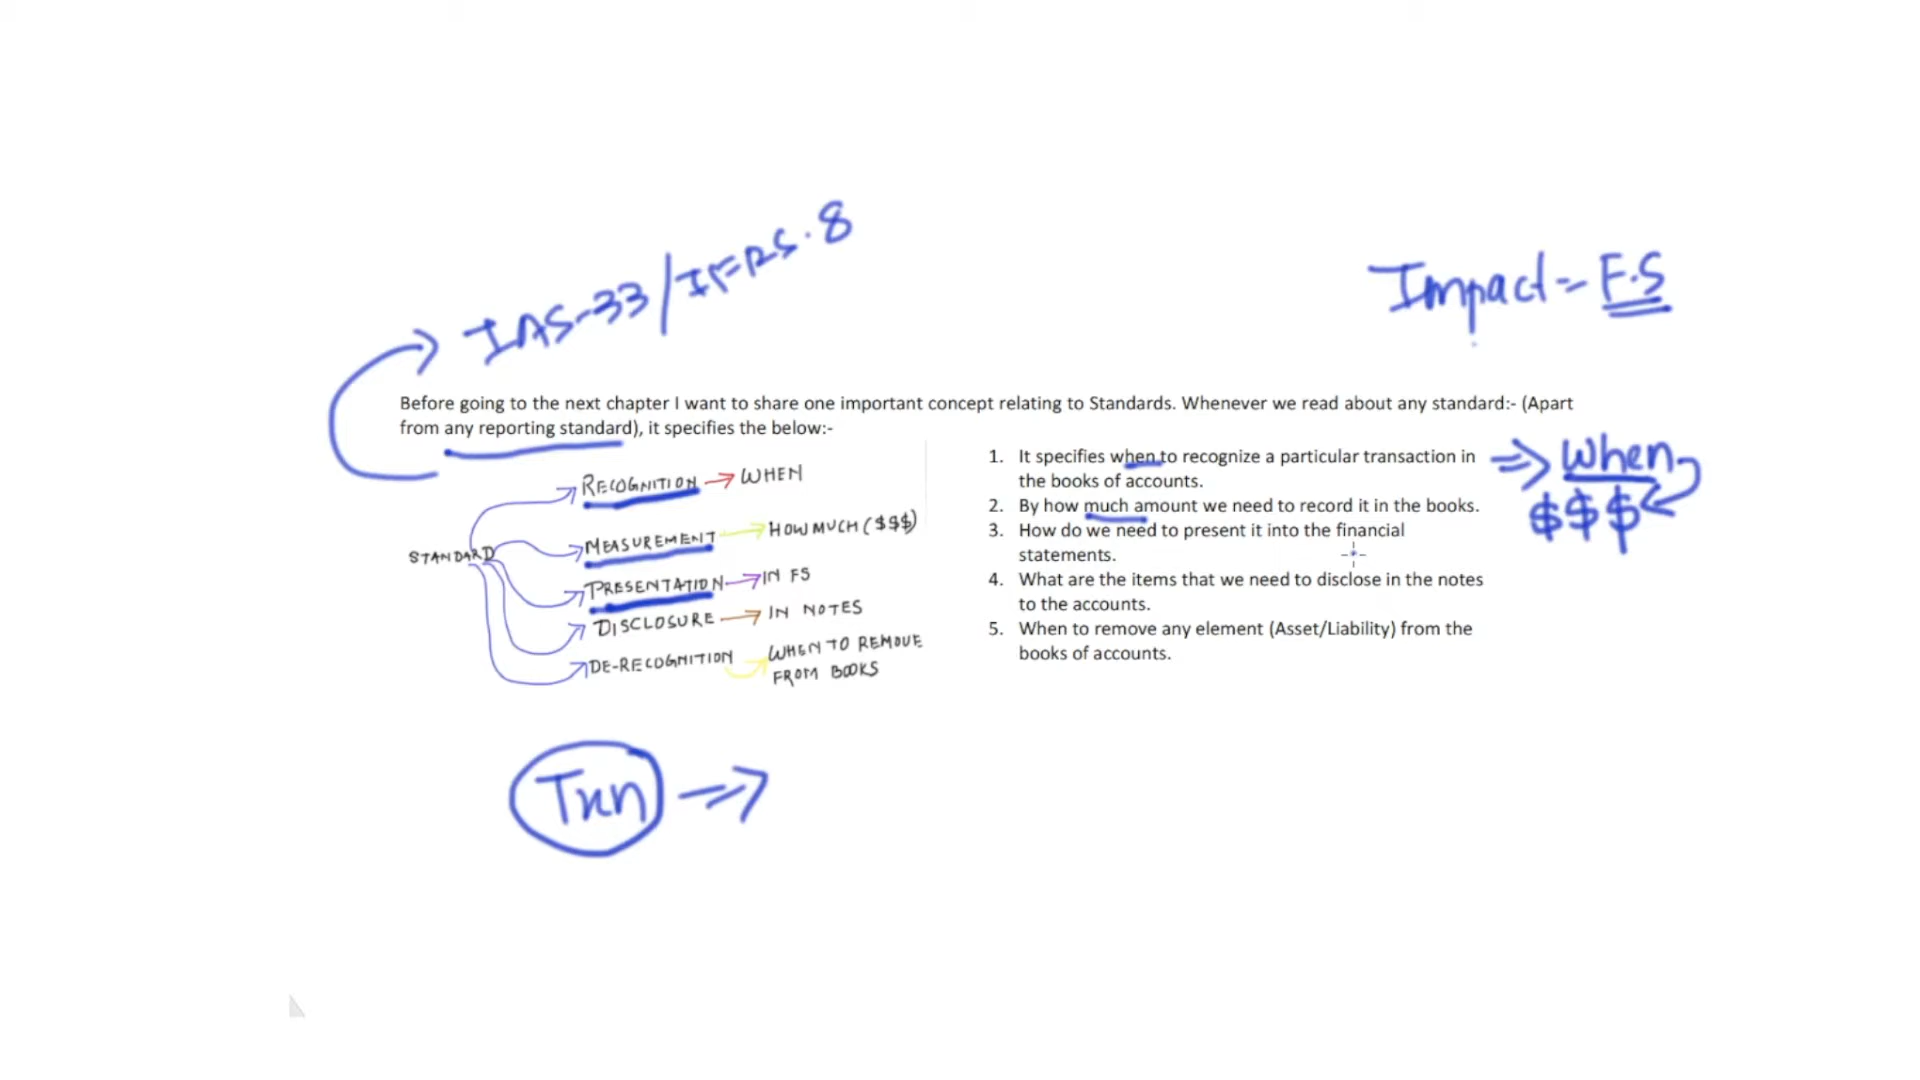 IAS-33/IFRS.8
Impact - F.S
Before going to the next chapter I want to share one important concept relating to Standards. Whenever we read about any standard:- (Apart
from any reporting standard), it specifies the below:-
STANDARD
RECOGNITION → WHEN
MEASUREMENT → HOW MUCH ($$$)
PRESENTATION → IN FS
DISCLOSURE → IN NOTES
DE-RECOGNITION → WHEN TO REMOVE
FROM BOOKS
1. It specifies when to recognize a particular transaction in
the books of accounts.
2. By how much amount we need to record it in the books.
3. How do we need to present it into the financial
statements.
4. What are the items that we need to disclose in the notes
to the accounts.
5. When to remove any element (Asset/Liability) from the
books of accounts.
⇒ When
$$$
Txn ⇒